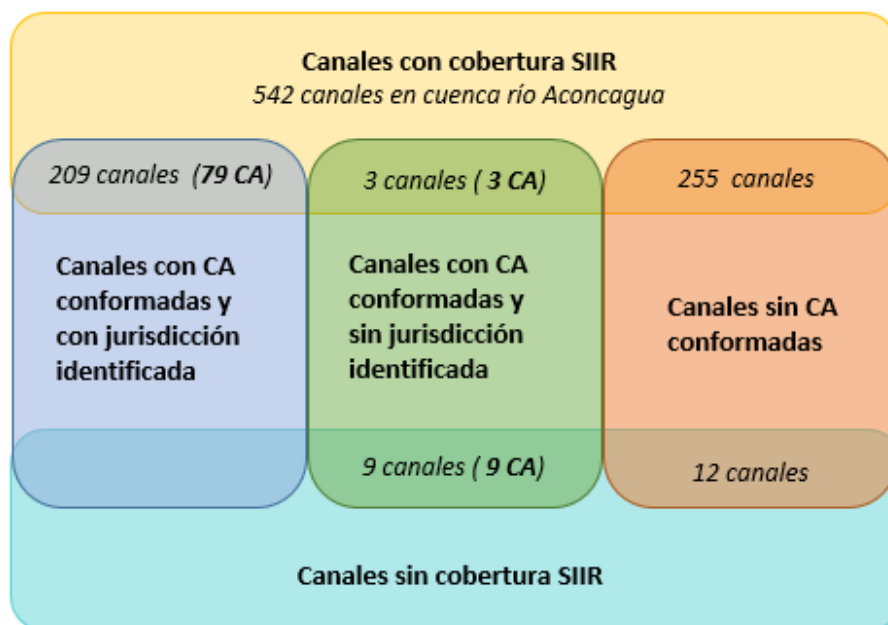 Canales con cobertura SIIR
542 canales en cuenca río Aconcagua
209 canales (79 CA)
3 canales ( 3 CA)
255 canales
Canales con CA
conformadas y
con jurisdicción
identificada
Canales con CA
conformadas y
sin jurisdicción
identificada
Canales sin CA
conformadas
9 canales ( 9 CA)
12 canales
Canales sin cobertura SIIR